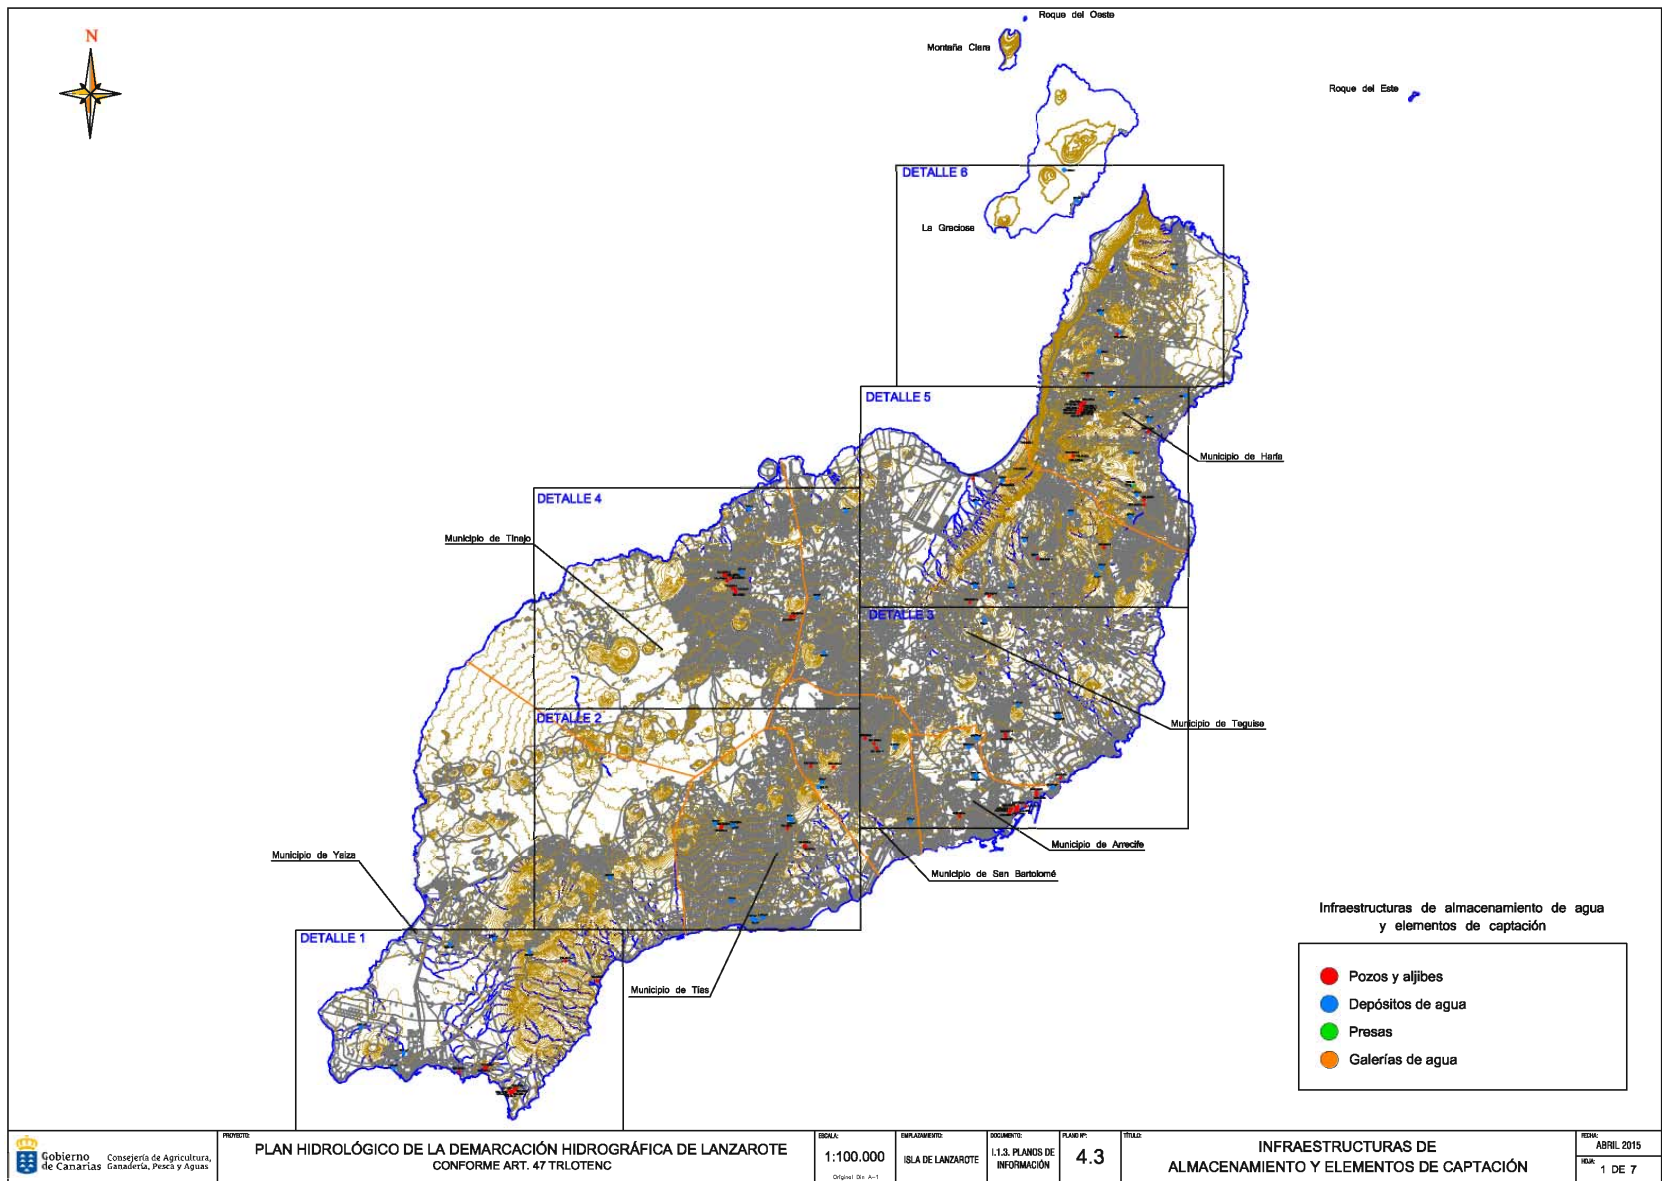 N
Roque del Oeste
Montaña Clara
Roque del Este
DETALLE 6
La Graciosa
DETALLE 5
Municipio de Haría
DETALLE 4
Municipio de Tinajo
DETALLE 3
DETALLE 2
Municipio de Teguise
Municipio de Yaiza
Municipio de Arrecife
Municipio de San Bartolomé
DETALLE 1
Municipio de Tías
Infraestructuras de almacenamiento de agua
y elementos de captación
Pozos y aljibes
Depósitos de agua
Presas
Galerías de agua
Gobierno
de Canarias
Consejería de Agricultura,
Ganadería, Pesca y Aguas
PROYECTO:
PLAN HIDROLÓGICO DE LA DEMARCACIÓN HIDROGRÁFICA DE LANZAROTE
CONFORME ART. 47 TRLOTENC
ESCALA:
1:100.000
Original Din A-1
EMPLAZAMIENTO:
ISLA DE LANZAROTE
DOCUMENTO:
I.1.3. PLANOS DE
INFORMACIÓN
PLANO Nº:
4.3
TÍTULO:
INFRAESTRUCTURAS DE
ALMACENAMIENTO Y ELEMENTOS DE CAPTACIÓN
FECHA:
ABRIL 2015
HOJA:
1 DE 7